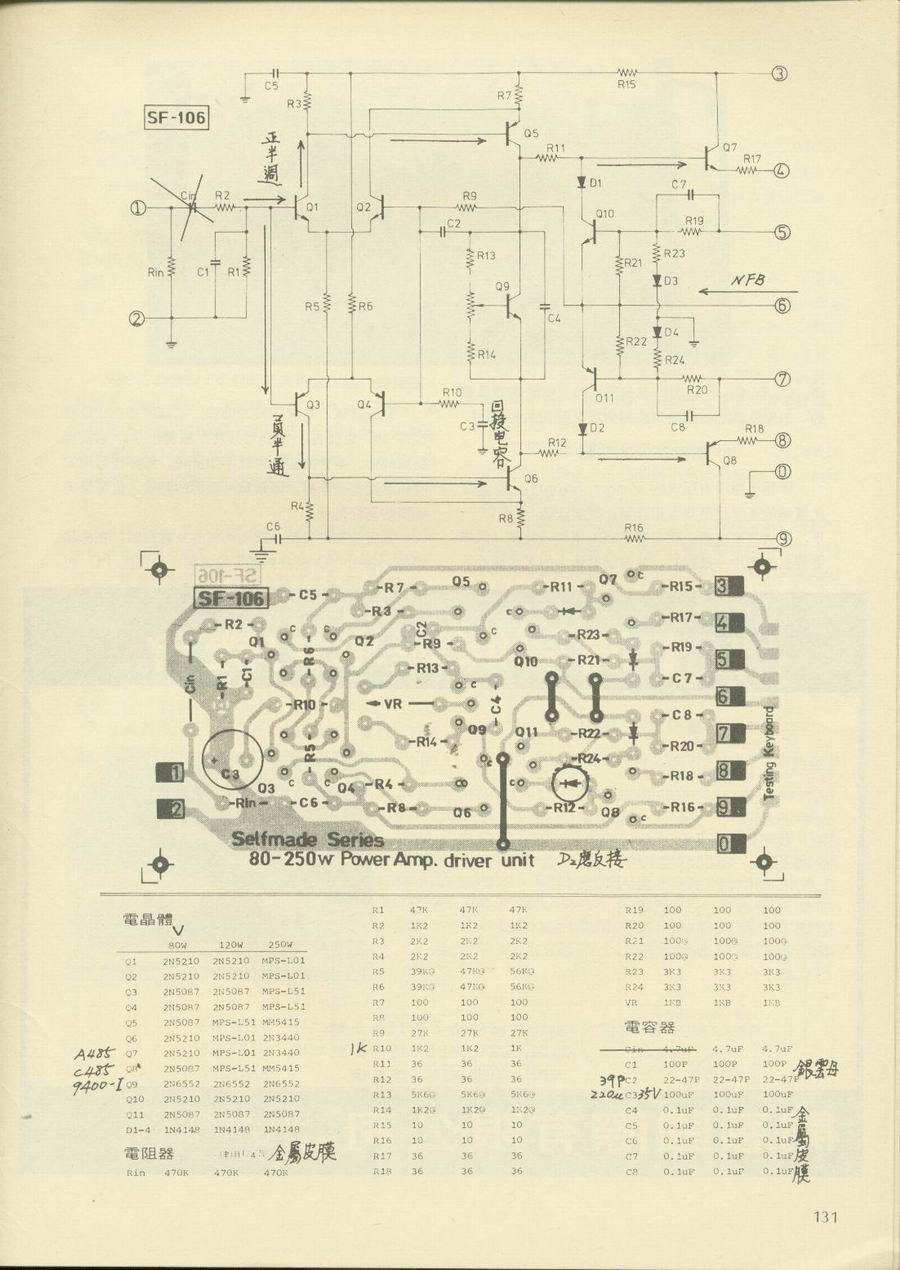 C5
R3
R7
R15
③
SF-106
正半週
Q5
R11
Q7
R17
④
D1
C7
Cin
R2
①
Q1
Q2
R9
Q10
R19
⑤
C2
R13
R21
R23
Rin
C1
R1
Q9
D3
NFB
R5
R6
C4
⑥
②
R22
D4
R14
R24
⑦
Q11
R20
R10
Q3
Q4
C3
回授电容
D2
C8
R18
⑧
負半通
R12
Q8
Q6
⓪
R4
R8
C6
R16
⑨
SF-106
SF-106
C5
R7
Q5
R11
Q7
c
R15
3
R2
R3
R17
4
Q1
c
c
Q2
C2
R9
c
c
R23
R19
5
Cin
R1
C1
R6
R13
Q10
R21
C7
c
6
R10
VR
C4
C8
Q9
Q11
R22
7
R5
R14
R20
c
R24
8
C3
Q3
c
c
Q4
R4
c
R18
Testing Keyboard
1
2
Rin
C6
R8
Q6
R12
Q8
c
R16
9
0
Selfmade Series
80-250w Power Amp. driver unit D₂應反接
電晶體
V
80W 120W 250W
Q1 2N5210 2N5210 MPS-L01
Q2 2N5210 2N5210 MPS-L01
Q3 2N5087 2N5087 MPS-L51
Q4 2N5087 2N5087 MPS-L51
Q5 2N5087 MPS-L51 MM5415
Q6 2N5210 MPS-L01 2N3440
A485 Q7 2N5210 MPS-L01 2N3440
C485 Q8 2N5087 MPS-L51 MM5415
9400-I Q9 2N6552 2N6552 2N6552
Q10 2N5210 2N5210 2N5210
Q11 2N5087 2N5087 2N5087
D1-4 1N4148 1N4148 1N4148
電阻器 金屬皮膜
Rin 470K 470K 470K
R1 47K 47K 47K
R2 1K2 1K2 1K2
R3 2K2 2K2 2K2
R4 2K2 2K2 2K2
R5 39K@ 47K@ 56K@
R6 39K@ 47K@ 56K@
R7 100 100 100
R8 100 100 100
R9 27K 27K 27K
1K R10 1K2 1K2 1K
R11 36 36 36
R12 36 36 36
R13 5K6@ 5K6@ 5K6@
R14 1K2@ 1K2@ 1K2@
R15 10 10 10
R16 10 10 10
R17 36 36 36
R18 36 36 36
R19 100 100 100
R20 100 100 100
R21 100@ 100@ 100@
R22 100@ 100@ 100@
R23 3K3 3K3 3K3
R24 3K3 3K3 3K3
VR 1KB 1KB 1KB
電容器
Cin 4.7uF 4.7uF 4.7uF
C1 100P 100P 100P 銀雲母
39P C2 22-47P 22-47P 22-47P
220u C3 35V 100uF 100uF 100uF
C4 0.1uF 0.1uF 0.1uF 金屬皮膜
C5 0.1uF 0.1uF 0.1uF
C6 0.1uF 0.1uF 0.1uF
C7 0.1uF 0.1uF 0.1uF
C8 0.1uF 0.1uF 0.1uF
131